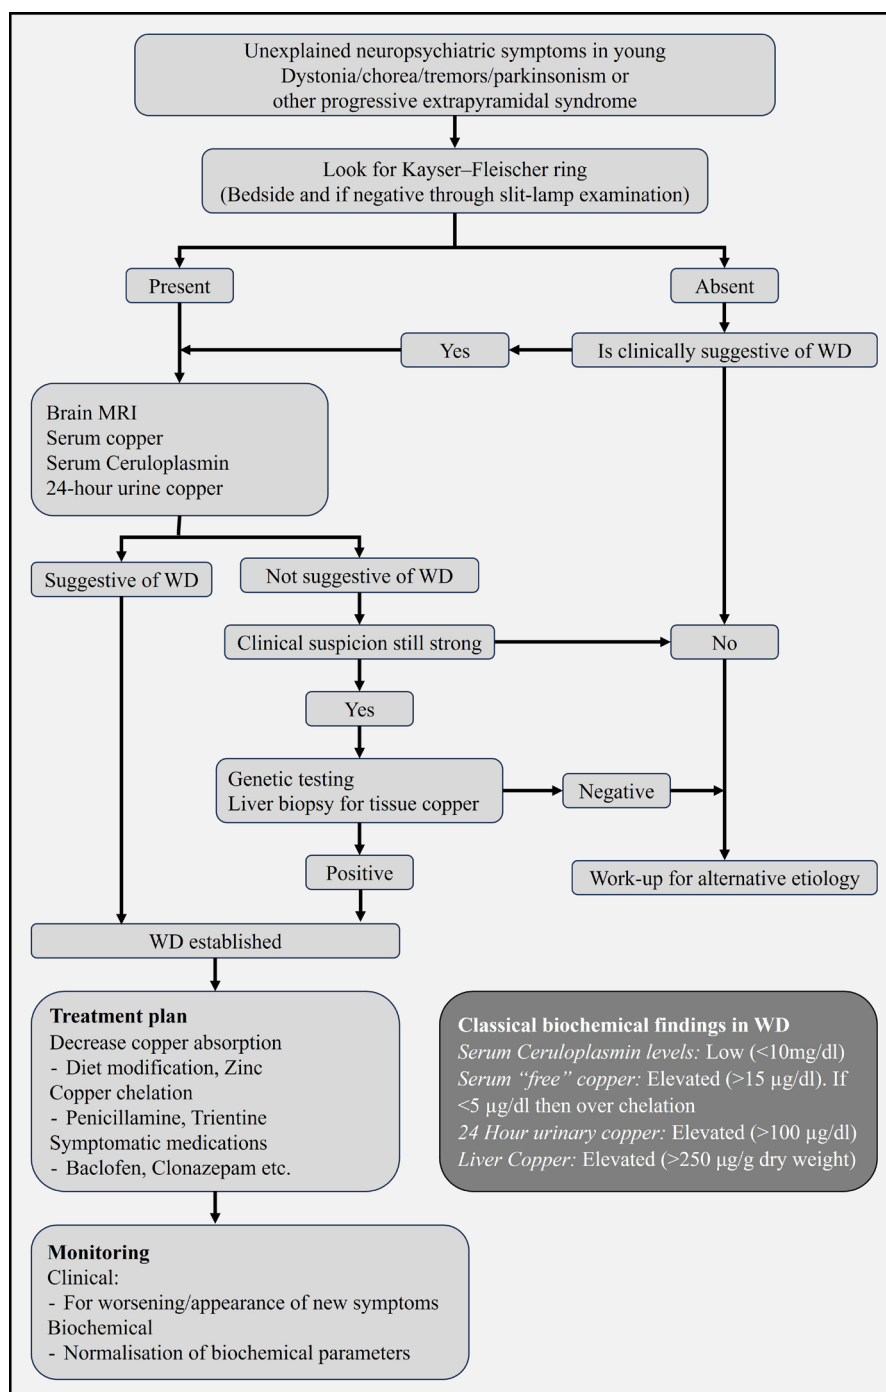 Unexplained neuropsychiatric symptoms in young
Dystonia/chorea/tremors/parkinsonism or
other progressive extrapyramidal syndrome
Look for Kayser–Fleischer ring
(Bedside and if negative through slit-lamp examination)
Present
Absent
Yes
Is clinically suggestive of WD
Brain MRI
Serum copper
Serum Ceruloplasmin
24-hour urine copper
Suggestive of WD
Not suggestive of WD
Clinical suspicion still strong
No
Yes
Genetic testing
Liver biopsy for tissue copper
Negative
Positive
Work-up for alternative etiology
WD established
Treatment plan
Decrease copper absorption
- Diet modification, Zinc
Copper chelation
- Penicillamine, Trientine
Symptomatic medications
- Baclofen, Clonazepam etc.
Classical biochemical findings in WD
Serum Ceruloplasmin levels: Low (<10mg/dl)
Serum “free” copper: Elevated (>15 µg/dl). If
<5 µg/dl then over chelation
24 Hour urinary copper: Elevated (>100 µg/dl)
Liver Copper: Elevated (>250 µg/g dry weight)
Monitoring
Clinical:
- For worsening/appearance of new symptoms
Biochemical
- Normalisation of biochemical parameters